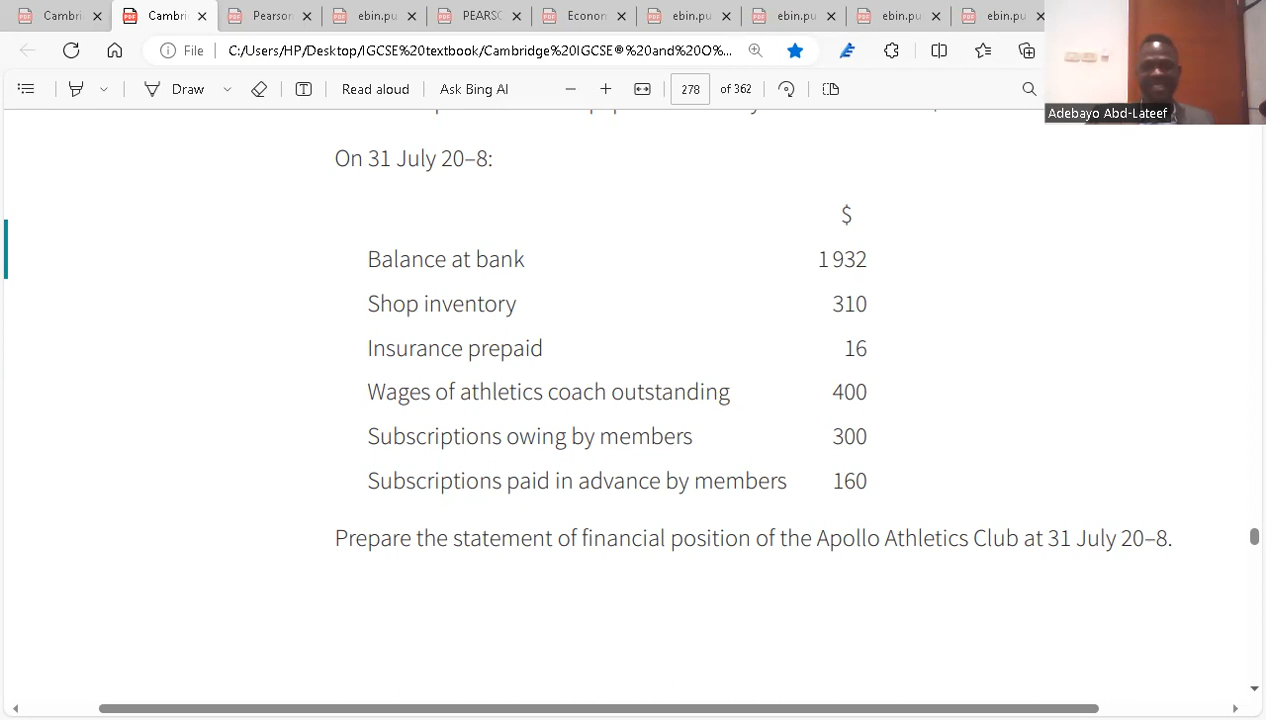 Cambri
Cambri
Pearson
ebin.pu
PEARSO
Econom
ebin.pu
ebin.pu
ebin.pu
ebin.pu
File
C:/Users/HP/Desktop/IGCSE%20textbook/Cambridge%20IGCSE®%20and%20O%...
Draw
Read aloud
Ask Bing AI
278
of 362
Adebayo Abd-Lateef
On 31 July 20–8:
$
Balance at bank 1 932
Shop inventory 310
Insurance prepaid 16
Wages of athletics coach outstanding 400
Subscriptions owing by members 300
Subscriptions paid in advance by members 160
Prepare the statement of financial position of the Apollo Athletics Club at 31 July 20–8.